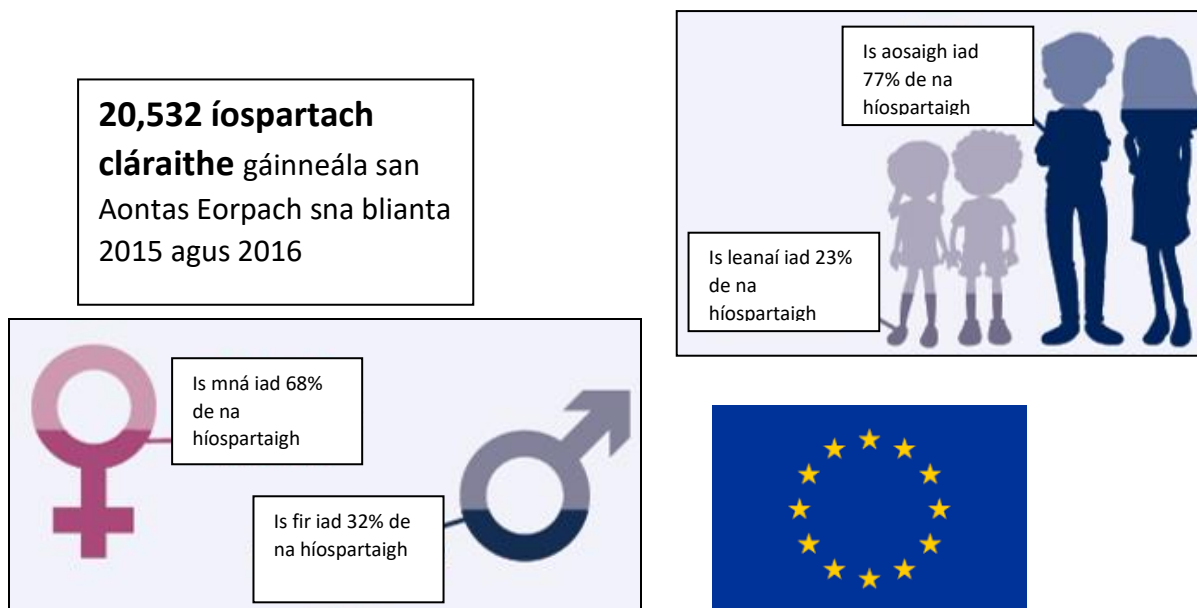 20,532 íospartach
cláraithe gáinneála san
Aontas Eorpach sna blianta
2015 agus 2016
Is aosaigh iad
77% de na
híospartaigh
Is leanaí iad 23%
de na
híospartaigh
Is mná iad 68%
de na
híospartaigh
Is fir iad 32% de
na híospartaigh